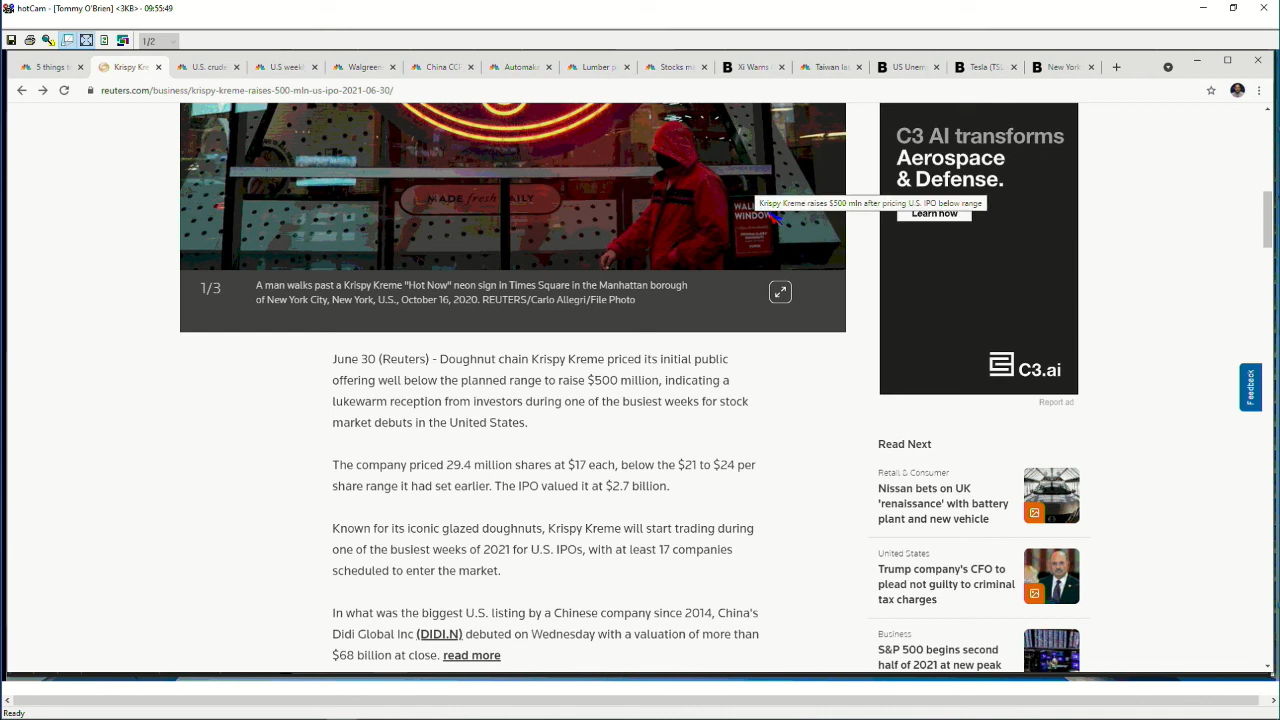 hotCam - [Tommy O'Brien] <3KB> - 09:55:49
1/2
5 things t
Krispy Kre
U.S. crude
U.S weekl
Walgreen
China CCP
Automake
Lumber p
Stocks ma
Xi Warns
Taiwan las
US Unem
Tesla (TSL
New York
reuters.com/business/krispy-kreme-raises-500-mln-us-ipo-2021-06-30/
MADE fresh DAILY
WALK
WINDOW
Krispy Kreme raises $500 mln after pricing U.S. IPO below range
1/3
A man walks past a Krispy Kreme "Hot Now" neon sign in Times Square in the Manhattan borough
of New York City, New York, U.S., October 16, 2020. REUTERS/Carlo Allegri/File Photo
June 30 (Reuters) - Doughnut chain Krispy Kreme priced its initial public
offering well below the planned range to raise $500 million, indicating a
lukewarm reception from investors during one of the busiest weeks for stock
market debuts in the United States.
The company priced 29.4 million shares at $17 each, below the $21 to $24 per
share range it had set earlier. The IPO valued it at $2.7 billion.
Known for its iconic glazed doughnuts, Krispy Kreme will start trading during
one of the busiest weeks of 2021 for U.S. IPOs, with at least 17 companies
scheduled to enter the market.
In what was the biggest U.S. listing by a Chinese company since 2014, China's
Didi Global Inc (DIDI.N) debuted on Wednesday with a valuation of more than
$68 billion at close. read more
C3 AI transforms
Aerospace
& Defense.
Learn now
C3.ai
Report ad
Feedback
Read Next
Retail & Consumer
Nissan bets on UK
'renaissance' with battery
plant and new vehicle
United States
Trump company's CFO to
plead not guilty to criminal
tax charges
Business
S&P 500 begins second
half of 2021 at new peak
Ready